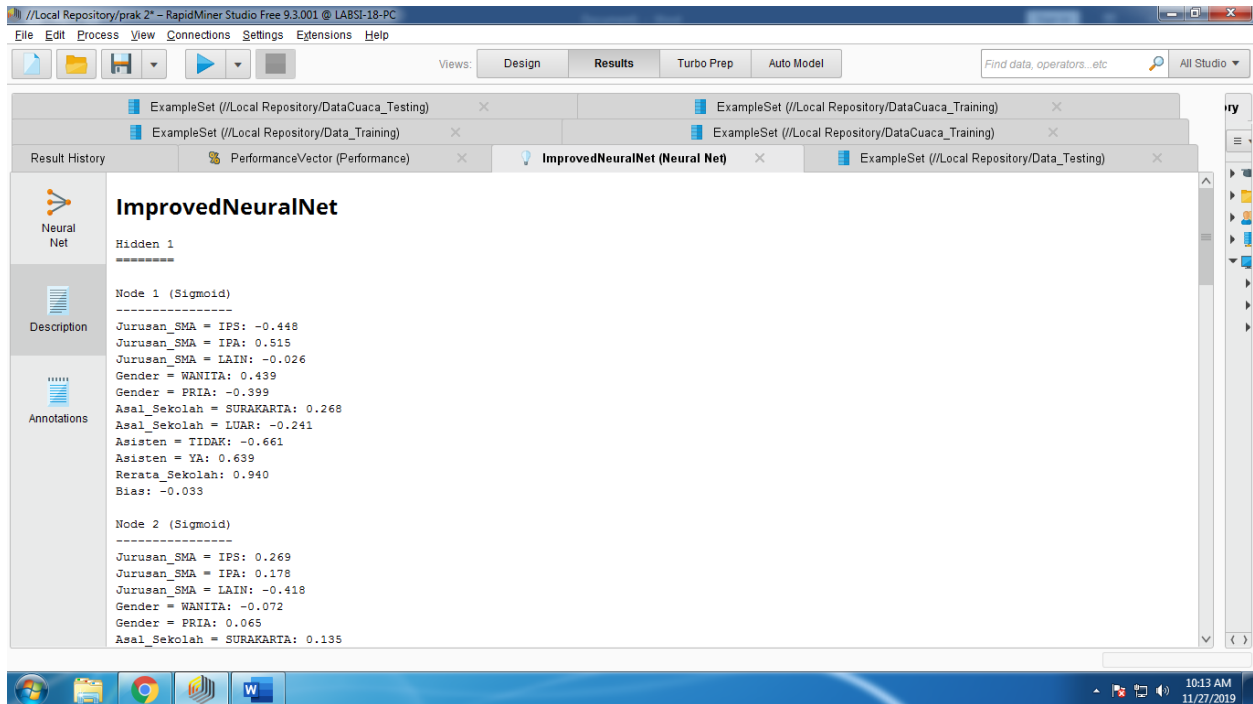 //Local Repository/prak 2* – RapidMiner Studio Free 9.3.001 @ LABSI-18-PC
File Edit Process View Connections Settings Extensions Help
Views: Design Results Turbo Prep Auto Model Find data, operators...etc All Studio
ExampleSet (//Local Repository/DataCuaca_Testing) ExampleSet (//Local Repository/DataCuaca_Training)
ExampleSet (//Local Repository/Data_Training) ExampleSet (//Local Repository/DataCuaca_Training)
Result History PerformanceVector (Performance) ImprovedNeuralNet (Neural Net) ExampleSet (//Local Repository/Data_Testing)
Neural
Net
Description
Annotations
ImprovedNeuralNet
Hidden 1
========
Node 1 (Sigmoid)
----------------
Jurusan_SMA = IPS: -0.448
Jurusan_SMA = IPA: 0.515
Jurusan_SMA = LAIN: -0.026
Gender = WANITA: 0.439
Gender = PRIA: -0.399
Asal_Sekolah = SURAKARTA: 0.268
Asal_Sekolah = LUAR: -0.241
Asisten = TIDAK: -0.661
Asisten = YA: 0.639
Rerata_Sekolah: 0.940
Bias: -0.033
Node 2 (Sigmoid)
----------------
Jurusan_SMA = IPS: 0.269
Jurusan_SMA = IPA: 0.178
Jurusan_SMA = LAIN: -0.418
Gender = WANITA: -0.072
Gender = PRIA: 0.065
Asal_Sekolah = SURAKARTA: 0.135
10:13 AM
11/27/2019